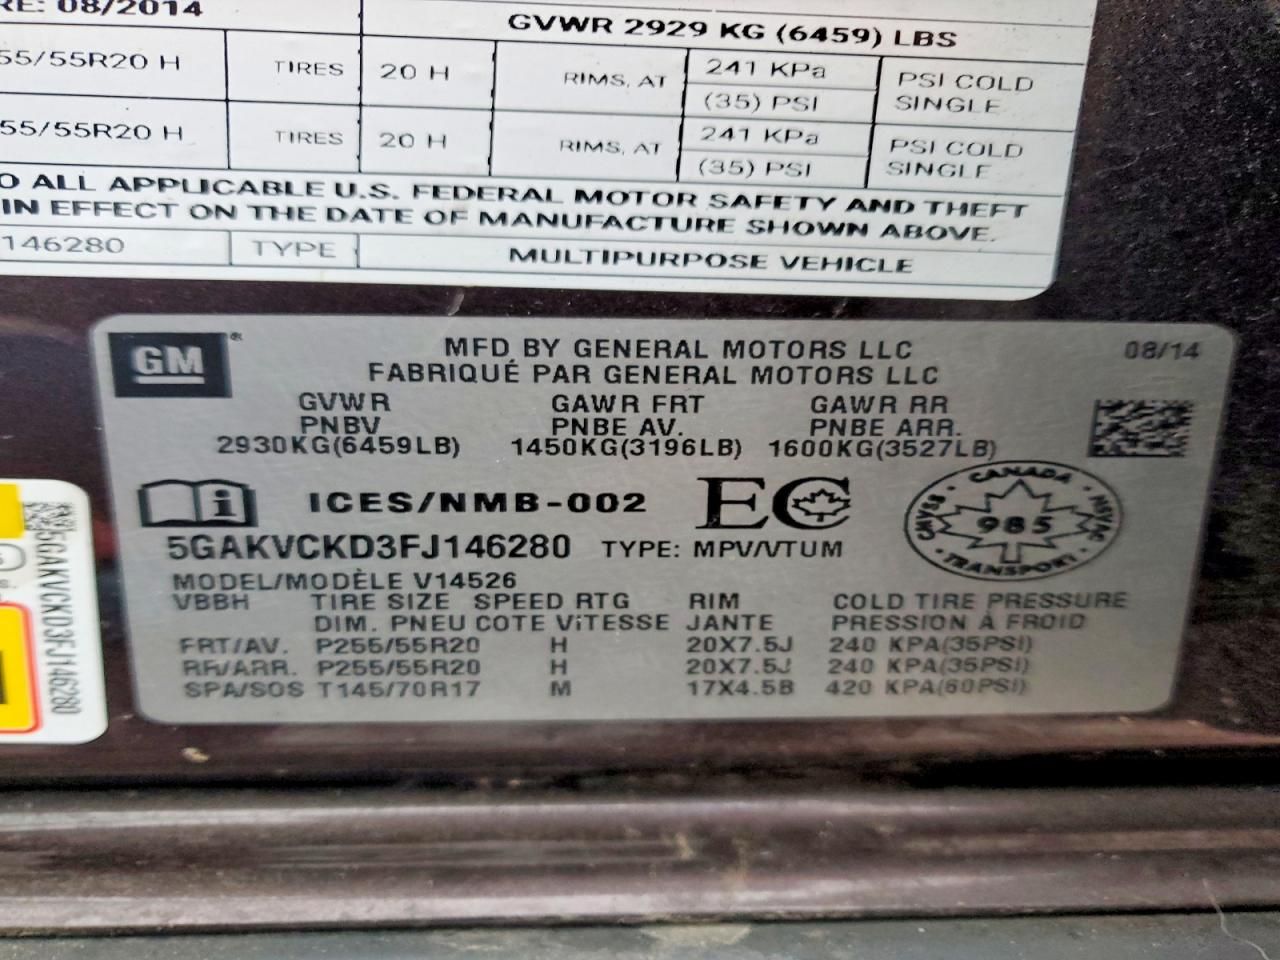 RE: 08/2014
GVWR 2929 KG (6459) LBS
55/55R20 H TIRES 20 H RIMS, AT 241 KPa (35) PSI PSI COLD SINGLE
55/55R20 H TIRES 20 H RIMS, AT 241 KPa (35) PSI PSI COLD SINGLE
O ALL APPLICABLE U.S. FEDERAL MOTOR SAFETY AND THEFT
IN EFFECT ON THE DATE OF MANUFACTURE SHOWN ABOVE.
146280 TYPE MULTIPURPOSE VEHICLE
GM ®
MFD BY GENERAL MOTORS LLC 08/14
FABRIQUÉ PAR GENERAL MOTORS LLC
GVWR GAWR FRT GAWR RR
PNBV PNBE AV. PNBE ARR.
2930KG(6459LB) 1450KG(3196LB) 1600KG(3527LB)
i ICES/NMB-002 EC
CANADA
CMVSS 985 NSVAC
TRANSPORT
5GAKVCKD3FJ146280 TYPE: MPV/VTUM
MODEL/MODÈLE V14526
VBBH TIRE SIZE SPEED RTG RIM COLD TIRE PRESSURE
DIM. PNEU COTE ViTESSE JANTE PRESSION À FROID
FRT/AV. P255/55R20 H 20X7.5J 240 KPA(35PSI)
RR/ARR. P255/55R20 H 20X7.5J 240 KPA(35PSI)
SPA/SOS T145/70R17 M 17X4.5B 420 KPA(60PSI)
5GAKVCKD3FJ146280